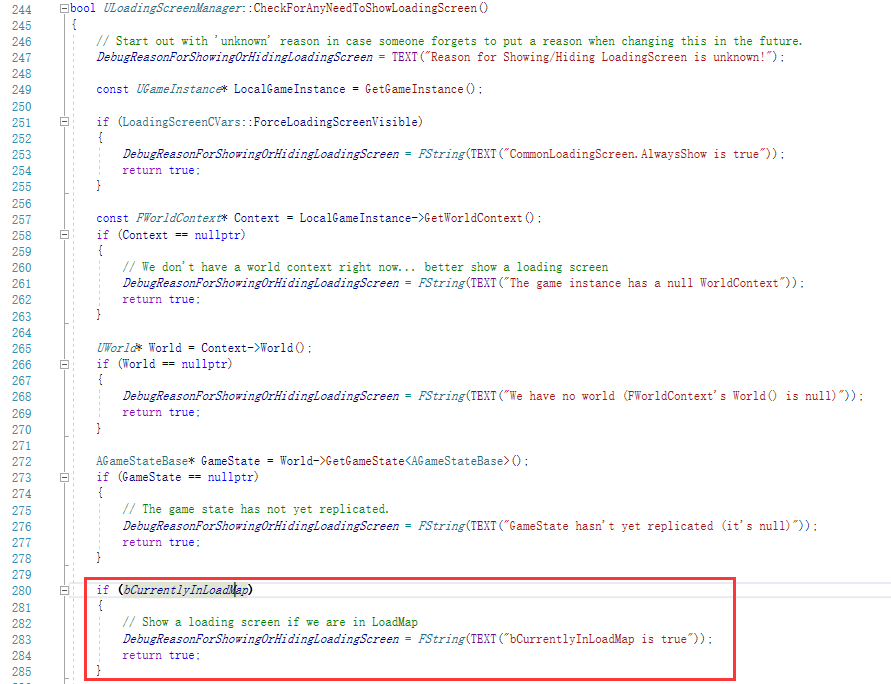 244 bool ULoadingScreenManager::CheckForAnyNeedToShowLoadingScreen()
245 {
246 // Start out with 'unknown' reason in case someone forgets to put a reason when changing this in the future.
247 DebugReasonForShowingOrHidingLoadingScreen = TEXT("Reason for Showing/Hiding LoadingScreen is unknown!");
248
249 const UGameInstance* LocalGameInstance = GetGameInstance();
250
251 if (LoadingScreenCVars::ForceLoadingScreenVisible)
252 {
253 DebugReasonForShowingOrHidingLoadingScreen = FString(TEXT("CommonLoadingScreen.AlwaysShow is true"));
254 return true;
255 }
256
257 const FWorldContext* Context = LocalGameInstance->GetWorldContext();
258 if (Context == nullptr)
259 {
260 // We don't have a world context right now... better show a loading screen
261 DebugReasonForShowingOrHidingLoadingScreen = FString(TEXT("The game instance has a null WorldContext"));
262 return true;
263 }
264
265 UWorld* World = Context->World();
266 if (World == nullptr)
267 {
268 DebugReasonForShowingOrHidingLoadingScreen = FString(TEXT("We have no world (FWorldContext's World() is null)"));
269 return true;
270 }
271
272 AGameStateBase* GameState = World->GetGameState<AGameStateBase>();
273 if (GameState == nullptr)
274 {
275 // The game state has not yet replicated.
276 DebugReasonForShowingOrHidingLoadingScreen = FString(TEXT("GameState hasn't yet replicated (it's null)"));
277 return true;
278 }
279
280 if (bCurrentlyInLoadMap)
281 {
282 // Show a loading screen if we are in LoadMap
283 DebugReasonForShowingOrHidingLoadingScreen = FString(TEXT("bCurrentlyInLoadMap is true"));
284 return true;
285 }